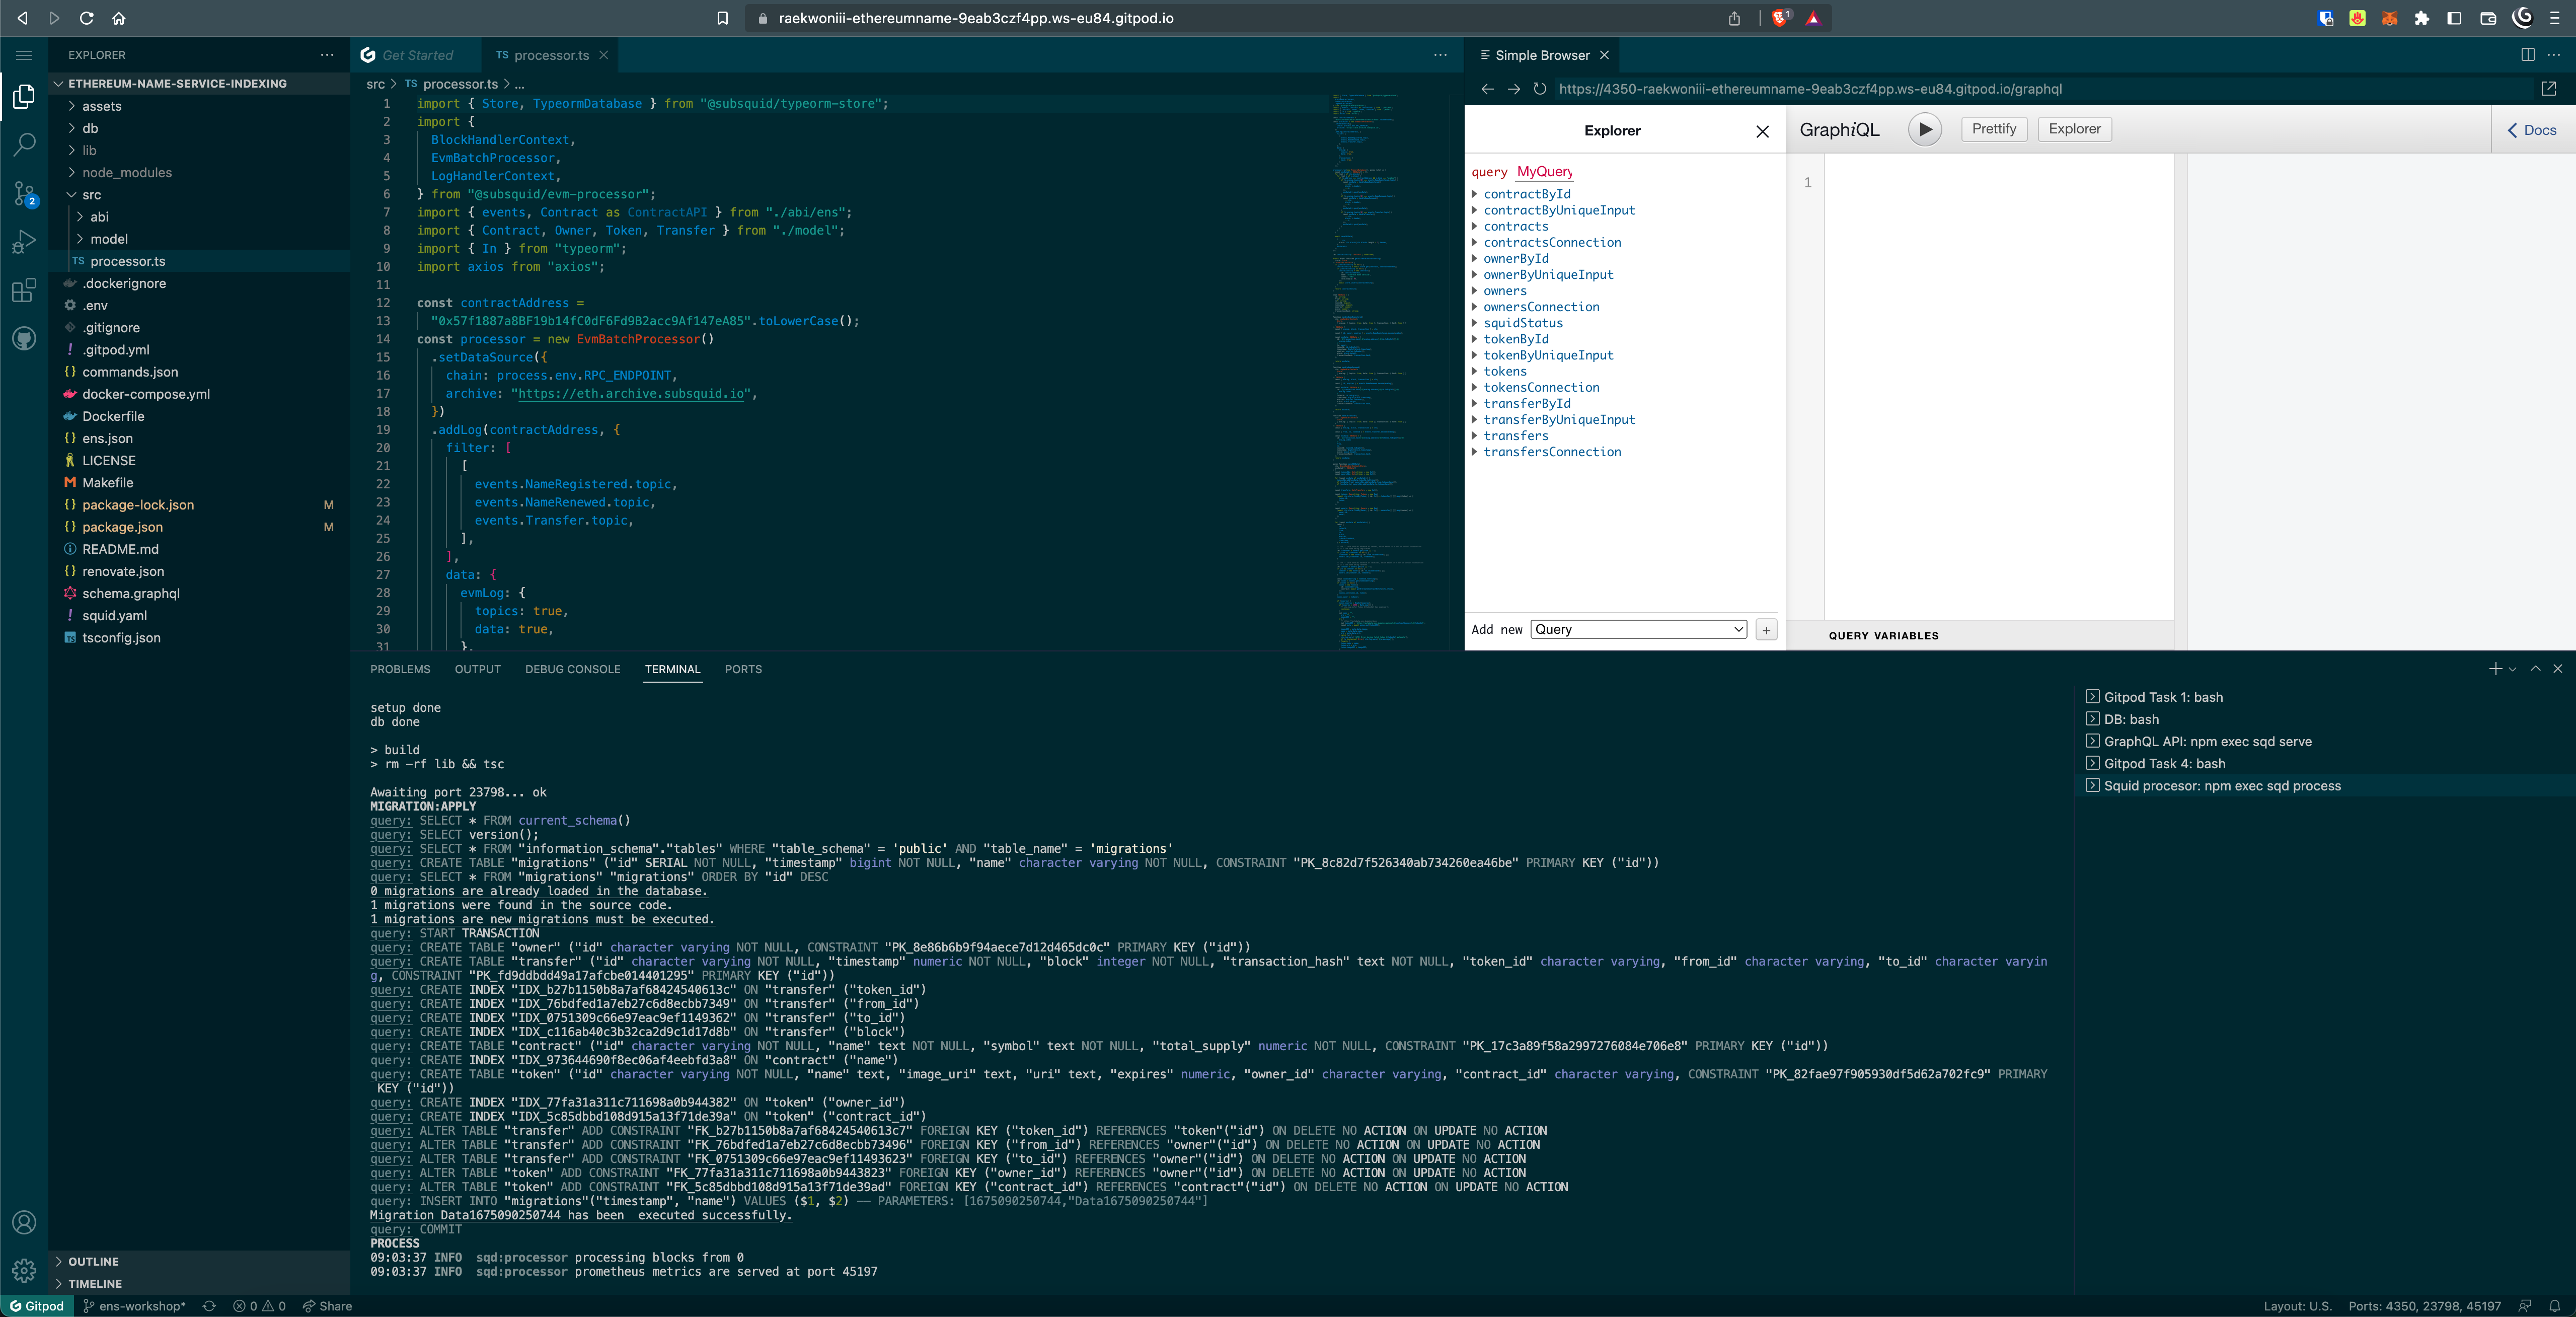 raekwoniii-ethereumname-9eab3czf4pp.ws-eu84.gitpod.io
1
EXPLORER
ETHEREUM-NAME-SERVICE-INDEXING
assets
db
lib
node_modules
src
abi
model
TS processor.ts
.dockerignore
.env
.gitignore
! .gitpod.yml
{} commands.json
docker-compose.yml
Dockerfile
{} ens.json
LICENSE
M Makefile
{} package-lock.json M
{} package.json M
README.md
{} renovate.json
schema.graphql
! squid.yaml
TS tsconfig.json
OUTLINE
TIMELINE
2
Get Started
TS processor.ts
src > TS processor.ts > ...
1 import { Store, TypeormDatabase } from "@subsquid/typeorm-store";
2 import {
3 BlockHandlerContext,
4 EvmBatchProcessor,
5 LogHandlerContext,
6 } from "@subsquid/evm-processor";
7 import { events, Contract as ContractAPI } from "./abi/ens";
8 import { Contract, Owner, Token, Transfer } from "./model";
9 import { In } from "typeorm";
10 import axios from "axios";
11
12 const contractAddress =
13 "0x57f1887a8BF19b14fC0dF6Fd9B2acc9Af147eA85".toLowerCase();
14 const processor = new EvmBatchProcessor()
15 .setDataSource({
16 chain: process.env.RPC_ENDPOINT,
17 archive: "https://eth.archive.subsquid.io",
18 })
19 .addLog(contractAddress, {
20 filter: [
21 [
22 events.NameRegistered.topic,
23 events.NameRenewed.topic,
24 events.Transfer.topic,
25 ],
26 ],
27 data: {
28 evmLog: {
29 topics: true,
30 data: true,
31 },
Simple Browser
https://4350-raekwoniii-ethereumname-9eab3czf4pp.ws-eu84.gitpod.io/graphql
Explorer
GraphiQL
Prettify
Explorer
Docs
query MyQuery
contractById
contractByUniqueInput
contracts
contractsConnection
ownerById
ownerByUniqueInput
owners
ownersConnection
squidStatus
tokenById
tokenByUniqueInput
tokens
tokensConnection
transferById
transferByUniqueInput
transfers
transfersConnection
Add new Query +
1
QUERY VARIABLES
PROBLEMS OUTPUT DEBUG CONSOLE TERMINAL PORTS
setup done
db done
> build
> rm -rf lib && tsc
Awaiting port 23798... ok
MIGRATION:APPLY
query: SELECT * FROM current_schema()
query: SELECT version();
query: SELECT * FROM "information_schema"."tables" WHERE "table_schema" = 'public' AND "table_name" = 'migrations'
query: CREATE TABLE "migrations" ("id" SERIAL NOT NULL, "timestamp" bigint NOT NULL, "name" character varying NOT NULL, CONSTRAINT "PK_8c82d7f526340ab734260ea46be" PRIMARY KEY ("id"))
query: SELECT * FROM "migrations" "migrations" ORDER BY "id" DESC
0 migrations are already loaded in the database.
1 migrations were found in the source code.
1 migrations are new migrations must be executed.
query: START TRANSACTION
query: CREATE TABLE "owner" ("id" character varying NOT NULL, CONSTRAINT "PK_8e86b6b9f94aece7d12d465dc0c" PRIMARY KEY ("id"))
query: CREATE TABLE "transfer" ("id" character varying NOT NULL, "timestamp" numeric NOT NULL, "block" integer NOT NULL, "transaction_hash" text NOT NULL, "token_id" character varying, "from_id" character varying, "to_id" character varyin
g, CONSTRAINT "PK_fd9ddbdd49a17afcbe014401295" PRIMARY KEY ("id"))
query: CREATE INDEX "IDX_b27b1150b8a7af68424540613c" ON "transfer" ("token_id")
query: CREATE INDEX "IDX_76bdfed1a7eb27c6d8ecbb7349" ON "transfer" ("from_id")
query: CREATE INDEX "IDX_0751309c66e97eac9ef1149362" ON "transfer" ("to_id")
query: CREATE INDEX "IDX_c116ab40c3b32ca2d9c1d17d8b" ON "transfer" ("block")
query: CREATE TABLE "contract" ("id" character varying NOT NULL, "name" text NOT NULL, "symbol" text NOT NULL, "total_supply" numeric NOT NULL, CONSTRAINT "PK_17c3a89f58a2997276084e706e8" PRIMARY KEY ("id"))
query: CREATE INDEX "IDX_973644690f8ec06af4eebfd3a8" ON "contract" ("name")
query: CREATE TABLE "token" ("id" character varying NOT NULL, "name" text, "image_uri" text, "uri" text, "expires" numeric, "owner_id" character varying, "contract_id" character varying, CONSTRAINT "PK_82fae97f905930df5d62a702fc9" PRIMARY
KEY ("id"))
query: CREATE INDEX "IDX_77fa31a311c711698a0b944382" ON "token" ("owner_id")
query: CREATE INDEX "IDX_5c85dbbd108d915a13f71de39a" ON "token" ("contract_id")
query: ALTER TABLE "transfer" ADD CONSTRAINT "FK_b27b1150b8a7af68424540613c7" FOREIGN KEY ("token_id") REFERENCES "token"("id") ON DELETE NO ACTION ON UPDATE NO ACTION
query: ALTER TABLE "transfer" ADD CONSTRAINT "FK_76bdfed1a7eb27c6d8ecbb73496" FOREIGN KEY ("from_id") REFERENCES "owner"("id") ON DELETE NO ACTION ON UPDATE NO ACTION
query: ALTER TABLE "transfer" ADD CONSTRAINT "FK_0751309c66e97eac9ef11493623" FOREIGN KEY ("to_id") REFERENCES "owner"("id") ON DELETE NO ACTION ON UPDATE NO ACTION
query: ALTER TABLE "token" ADD CONSTRAINT "FK_77fa31a311c711698a0b9443823" FOREIGN KEY ("owner_id") REFERENCES "owner"("id") ON DELETE NO ACTION ON UPDATE NO ACTION
query: ALTER TABLE "token" ADD CONSTRAINT "FK_5c85dbbd108d915a13f71de39ad" FOREIGN KEY ("contract_id") REFERENCES "contract"("id") ON DELETE NO ACTION ON UPDATE NO ACTION
query: INSERT INTO "migrations"("timestamp", "name") VALUES ($1, $2) -- PARAMETERS: [1675090250744,"Data1675090250744"]
Migration Data1675090250744 has been  executed successfully.
query: COMMIT
PROCESS
09:03:37 INFO  sqd:processor processing blocks from 0
09:03:37 INFO  sqd:processor prometheus metrics are served at port 45197
Gitpod Task 1: bash
DB: bash
GraphQL API: npm exec sqd serve
Gitpod Task 4: bash
Squid procesor: npm exec sqd process
Gitpod ens-workshop* 0 0 Share
Layout: U.S. Ports: 4350, 23798, 45197